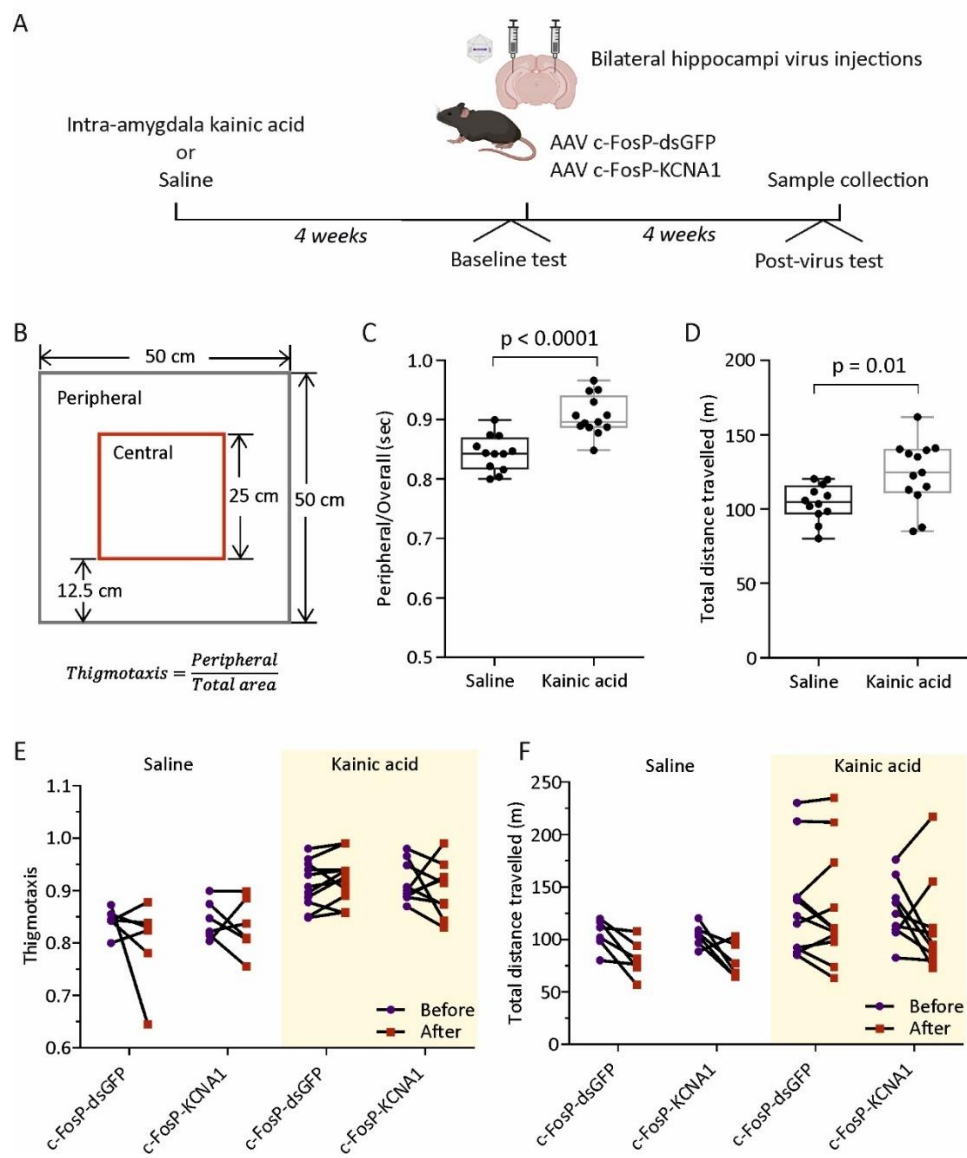 A
Bilateral hippocampi virus injections
Intra-amygdala kainic acid
or
Saline
AAV c-FosP-dsGFP
AAV c-FosP-KCNA1
Sample collection
4 weeks
4 weeks
Baseline test
Post-virus test
B
50 cm
Peripheral
Central
25 cm
50 cm
12.5 cm
Thigmotaxis = Peripheral
Total area
C
p < 0.0001
Peripheral/Overall (sec)
1.0
0.9
0.8
0.7
0.6
0.5
Saline
Kainic acid
D
p = 0.01
Total distance travelled (m)
200
150
100
50
0
Saline
Kainic acid
E
Saline
Kainic acid
Thigmotaxis
1.1
1.0
0.9
0.8
0.7
0.6
Before
After
c-FosP-dsGFP
c-FosP-KCNA1
c-FosP-dsGFP
c-FosP-KCNA1
F
Saline
Kainic acid
Total distance travelled (m)
250
200
150
100
50
0
Before
After
c-FosP-dsGFP
c-FosP-KCNA1
c-FosP-dsGFP
c-FosP-KCNA1